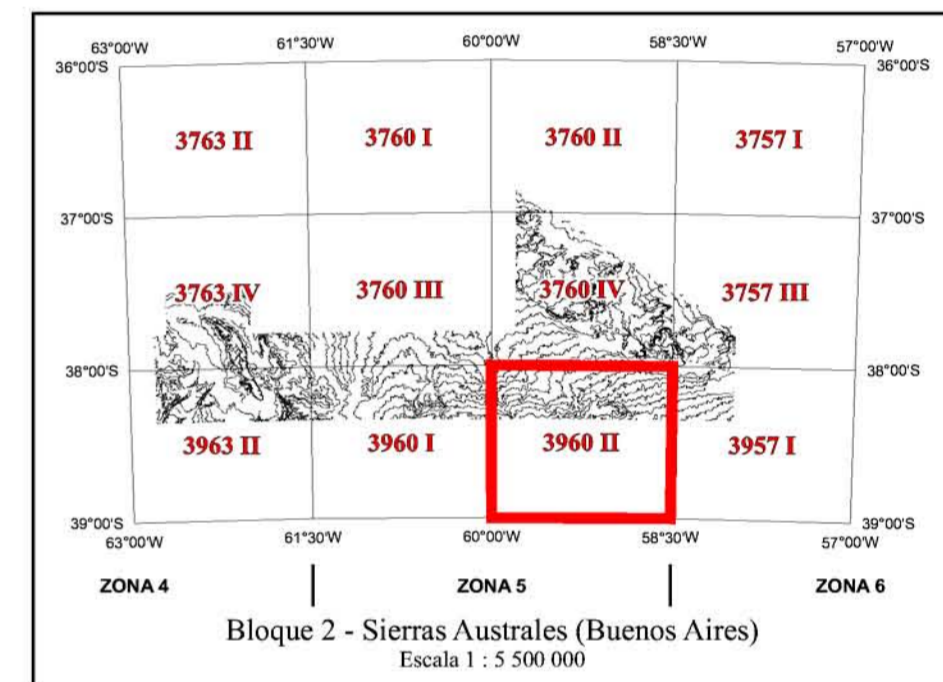 63°00'W 61°30'W 60°00'W 58°30'W 57°00'W
36°00'S 36°00'S
3763 II 3760 I 3760 II 3757 I
37°00'S 37°00'S
3763 IV 3760 III 3760 IV 3757 III
38°00'S 38°00'S
3963 II 3960 I 3960 II 3957 I
39°00'S 39°00'S
63°00'W 61°30'W 60°00'W 58°30'W 57°00'W
ZONA 4 ZONA 5 ZONA 6
Bloque 2 - Sierras Australes (Buenos Aires)
Escala 1 : 5 500 000